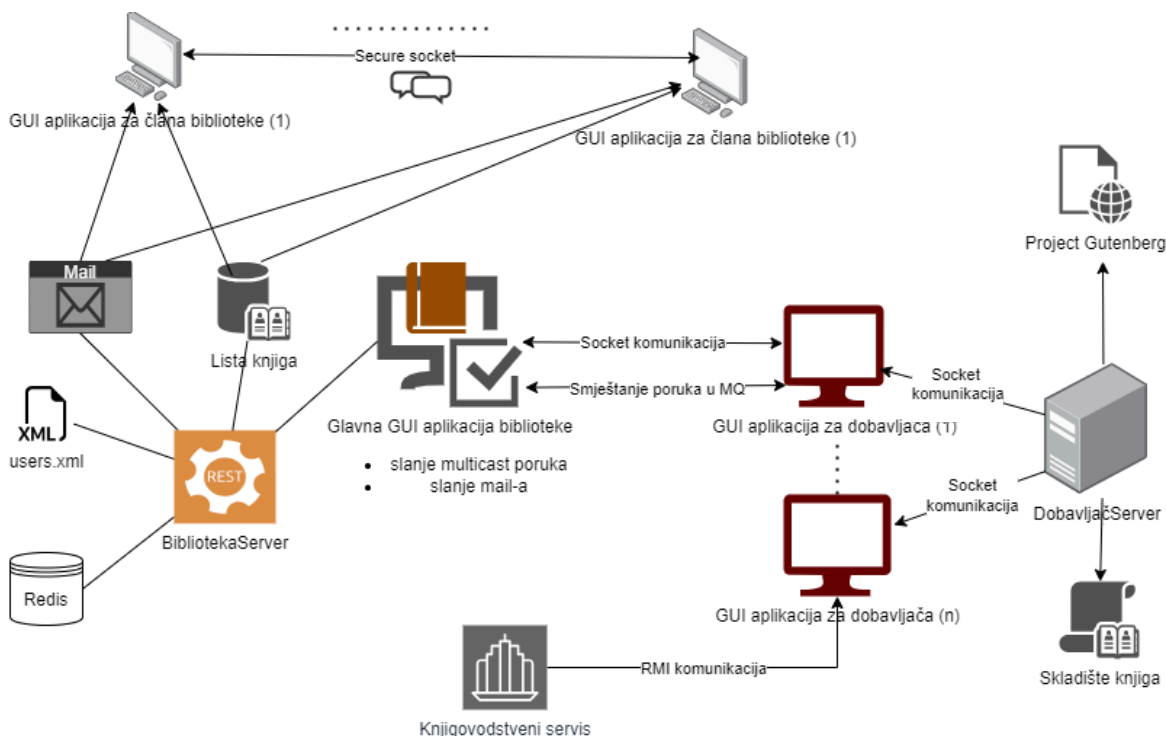 Secure socket
GUI aplikacija za člana biblioteke (1)
GUI aplikacija za člana biblioteke (1)
Project Gutenberg
Mail
Lista knjiga
Socket komunikacija
Smještanje poruka u MQ
Socket
komunikacija
XML
users.xml
Glavna GUI aplikacija biblioteke
GUI aplikacija za dobavljaca (1)
slanje multicast poruka
slanje mail-a
REST
BibliotekaServer
Socket
komunikacija
DobavljačServer
Redis
GUI aplikacija za dobavljača (n)
RMI komunikacija
Skladište knjiga
Knjigovodstveni servis